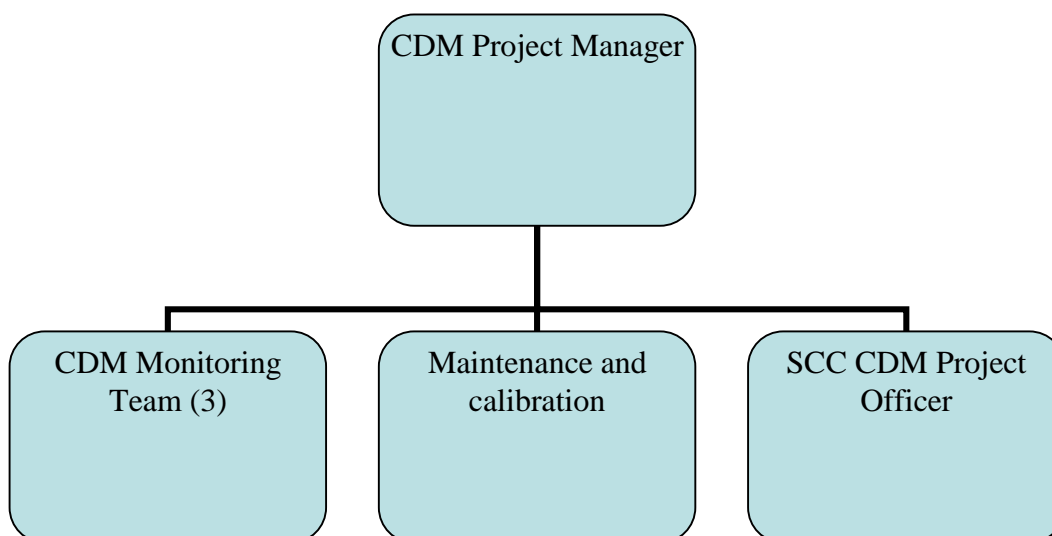 CDM Project Manager
CDM Monitoring
Team (3)
Maintenance and
calibration
SCC CDM Project
Officer